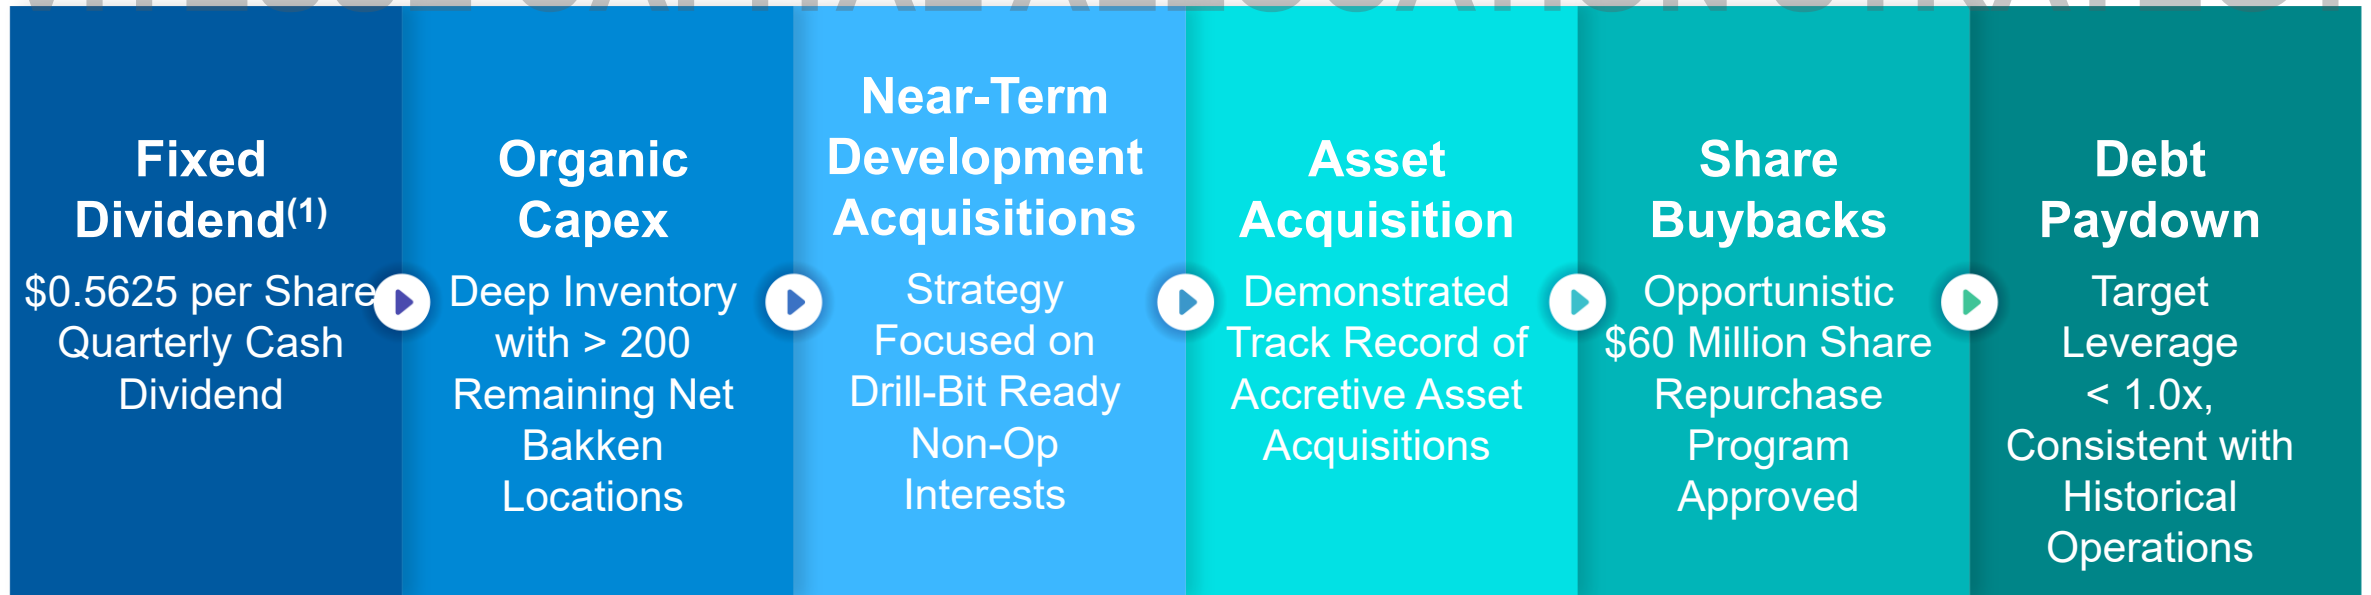 Fixed
Dividend(1)
$0.5625 per Share
Quarterly Cash
Dividend
Organic
Capex
Deep Inventory
with > 200
Remaining Net
Bakken
Locations
Near-Term
Development
Acquisitions
Strategy
Focused on
Drill-Bit Ready
Non-Op
Interests
Asset
Acquisition
Demonstrated
Track Record of
Accretive Asset
Acquisitions
Share
Buybacks
Opportunistic
$60 Million Share
Repurchase
Program
Approved
Debt
Paydown
Target
Leverage
< 1.0x,
Consistent with
Historical
Operations